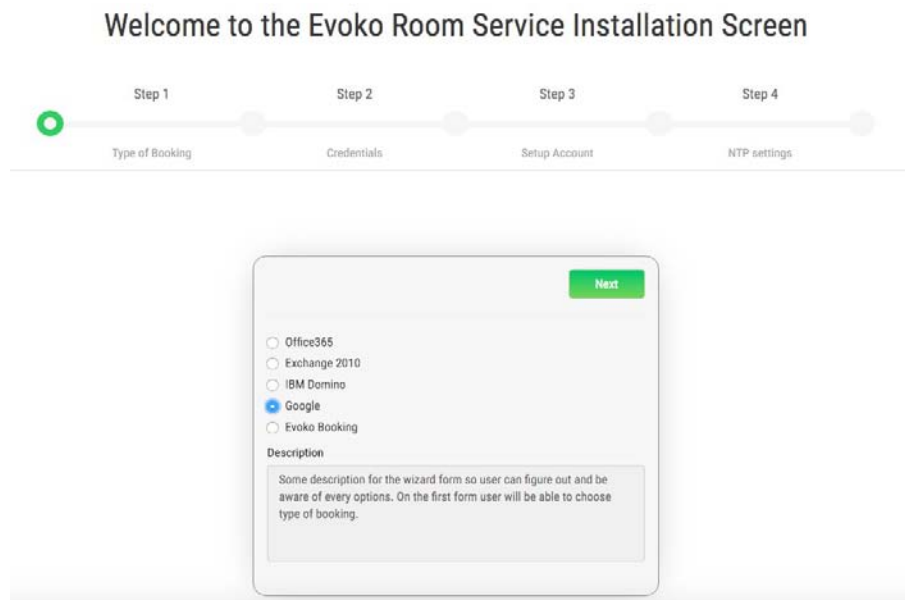 Welcome to the Evoko Room Service Installation Screen
Step 1
Step 2
Step 3
Step 4
Type of Booking
Credentials
Setup Account
NTP settings
Next
Office365
Exchange 2010
IBM Domino
Google
Evoko Booking
Description
Some description for the wizard form so user can figure out and be
aware of every options. On the first form user will be able to choose
type of booking.